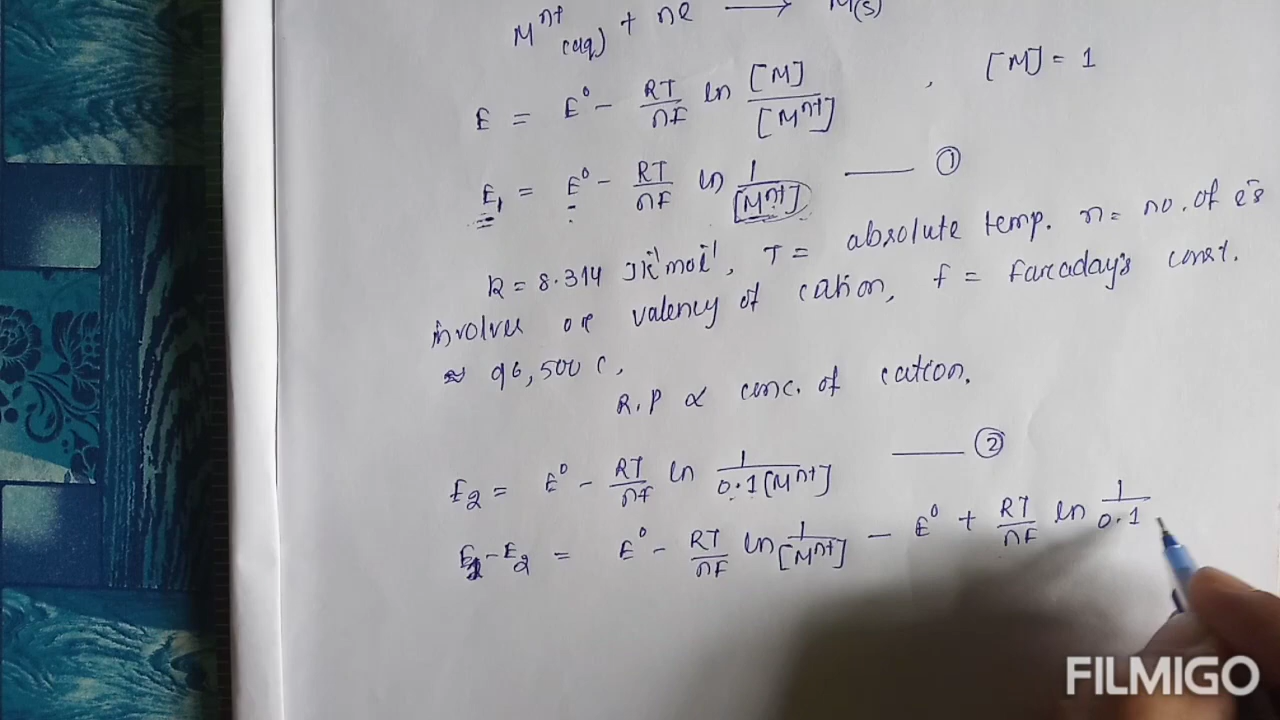 M^{n+}(aq) + ne ⟶ M(s)
E = E° - RT/nF ln [M]/[M^{n+}] , [M] = 1
E₁ = E° - RT/nF ln 1/[M^{n+}] —— ①
R = 8.314 JK⁻¹mol⁻¹, T = absolute temp. n = no. of e⁻s
involves or valency of cation, f = faraday's const.
≈ 96,500 C.
R.P ∝ conc. of cation.
E₂ = E° - RT/nF ln 1/0.1[M^{n+}] —— ②
E₁ - E₂ = E° - RT/nF ln 1/[M^{n+}] - E° + RT/nF ln 1/0.1
FILMIGO